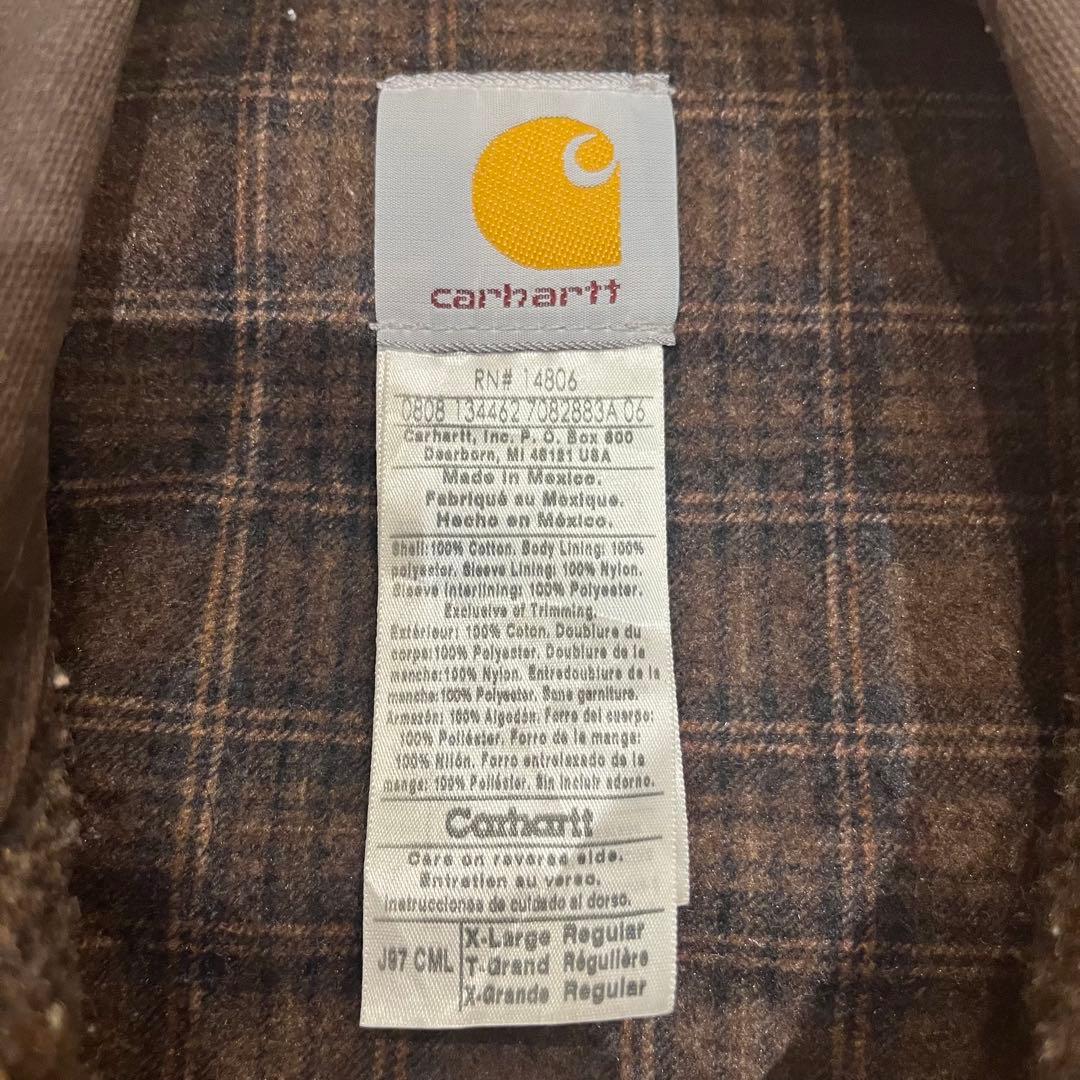 carhartt
RN# 14806
0808 134462 7082883A 06
Carhartt, Inc. P. O. Box 600
Dearborn, MI 48121 USA
Made in Mexico.
Fabriqué au Mexique.
Hecho en México.
Shell: 100% Cotton. Body Lining: 100%
polyester. Sleeve Lining: 100% Nylon.
Sleeve Interlining: 100% Polyester.
Exclusive of Trimming.
Extérieur: 100% Coton. Doublure du
corps: 100% Polyester. Doublure de la
manche: 100% Nylon. Entredoublure de la
manche: 100% Polyester. Sans garniture.
Armazón: 100% Algodón. Forro del cuerpo:
100% Poliéster. Forro de la manga:
100% Nilón. Forro entrelazado de la
manga: 100% Poliéster. Sin incluir adorno.
Carhartt
Care on reverse side.
Entretien au verso.
Instrucciones de cuidado al dorso.
J97 CML
X-Large Regular
T-Grand Régulière
X-Grande Regular